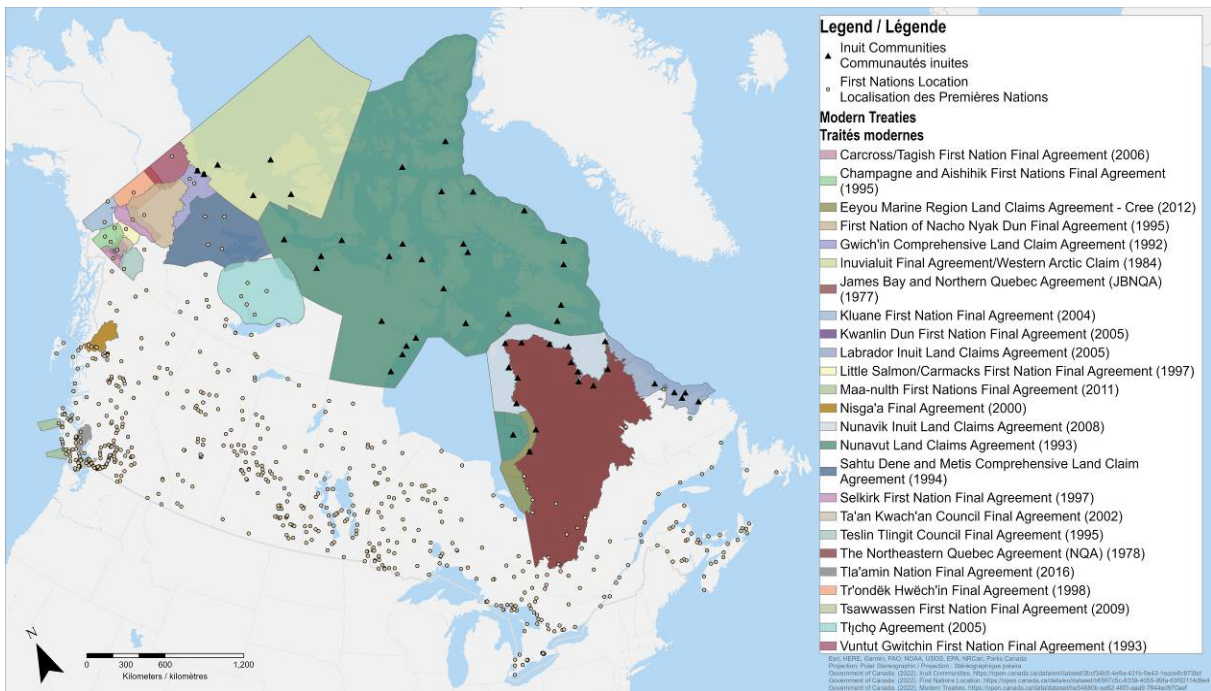 Legend / Légende
Inuit Communities
Communautés inuites
First Nations Location
Localisation des Premières Nations
Modern Treaties
Traités modernes
Carcross/Tagish First Nation Final Agreement (2006)
Champagne and Aishihik First Nations Final Agreement
(1995)
Eeyou Marine Region Land Claims Agreement - Cree (2012)
First Nation of Nacho Nyak Dun Final Agreement (1995)
Gwich'in Comprehensive Land Claim Agreement (1992)
Inuvialuit Final Agreement/Western Arctic Claim (1984)
James Bay and Northern Quebec Agreement (JBNQA)
(1977)
Kluane First Nation Final Agreement (2004)
Kwanlin Dun First Nation Final Agreement (2005)
Labrador Inuit Land Claims Agreement (2005)
Little Salmon/Carmacks First Nation Final Agreement (1997)
Maa-nulth First Nations Final Agreement (2011)
Nisga'a Final Agreement (2000)
Nunavik Inuit Land Claims Agreement (2008)
Nunavut Land Claims Agreement (1993)
Sahtu Dene and Metis Comprehensive Land Claim
Agreement (1994)
Selkirk First Nation Final Agreement (1997)
Ta'an Kwach'an Council Final Agreement (2002)
Teslin Tlingit Council Final Agreement (1995)
The Northeastern Quebec Agreement (NQA) (1978)
Tla'amin Nation Final Agreement (2016)
Tr'ondëk Hwëch'in Final Agreement (1998)
Tsawwassen First Nation Final Agreement (2009)
Tłı̨chǫ Agreement (2005)
Vuntut Gwitchin First Nation Final Agreement (1993)
N
0 300 600 1,200
Kilometers / kilomètres
Esri, HERE, Garmin, FAO, NOAA, USGS, EPA, NRCan, Parks Canada
Projection: Polar Stereographic / Projection : Stéréographique polaire
Government of Canada. (2022). Inuit Communities.
Government of Canada. (2022). First Nations Location.
Government of Canada. (2022). Modern Treaties.